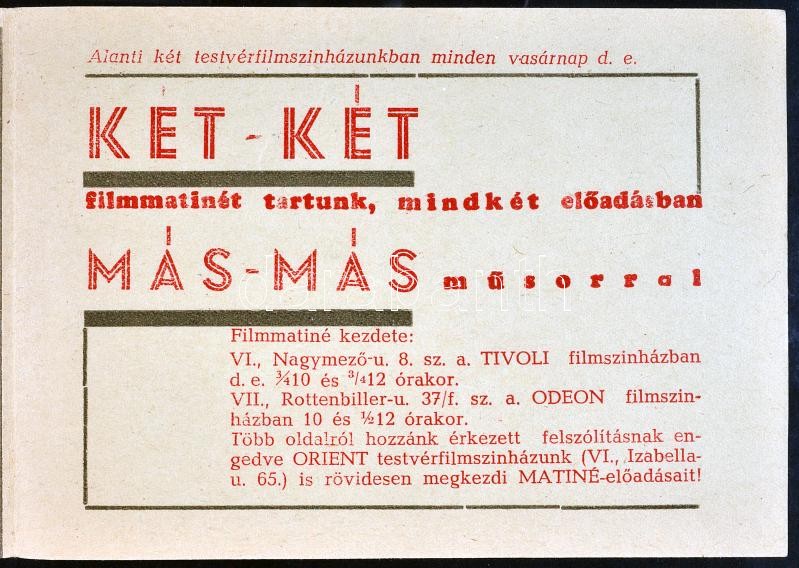 Alanti két testvérfilmszinházunkban minden vasárnap d. e.
KÉT-KÉT
filmmatinét tartunk, mindkét előadásban
MÁS-MÁS műsorral
Filmmatiné kezdete:
VI., Nagymező-u. 8. sz. a. TIVOLI filmszinházban
d. e. ¾10 és ¾12 órakor.
VII., Rottenbiller-u. 37/f. sz. a. ODEON filmszin-
házban 10 és ½12 órakor.
Több oldalról hozzánk érkezett felszólításnak en-
gedve ORIENT testvérfilmszinházunk (VI., Izabella-
u. 65.) is rövidesen megkezdi MATINÉ-előadásait!